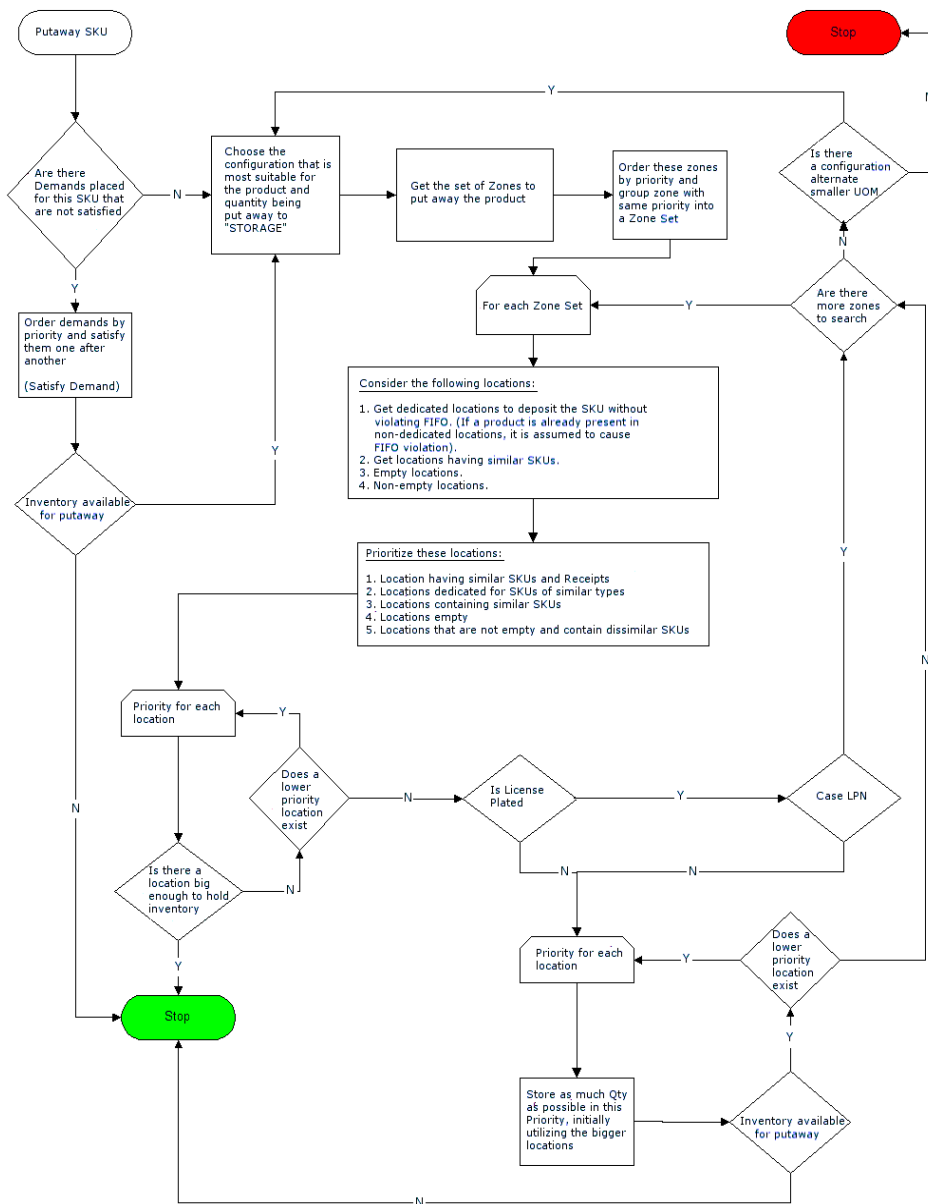 Putaway SKU
Stop
Y
N
Are there
Demands placed
for this SKU that
are not satisfied
N
Choose the
configuration that is
most suitable for
the product and
quantity being
put away to
"STORAGE"
Get the set of Zones to
put away the product
Order these zones
by priority and
group zone with
same priority into
a Zone Set
Is there
a configuration
alternate
smaller UOM
N
Y
Order demands by
priority and satisfy
them one after
another
(Satisfy Demand)
For each Zone Set
Y
Are there
more zones
to search
Consider the following locations:
1. Get dedicated locations to deposit the SKU without
violating FIFO. (If a product is already present in
non-dedicated locations, it is assumed to cause
FIFO violation).
2. Get locations having similar SKUs.
3. Empty locations.
4. Non-empty locations.
Y
Inventory available
for putaway
Prioritize these locations:
1. Location having similar SKUs and Receipts
2. Locations dedicated for SKUs of similar types
3. Locations containing similar SKUs
4. Locations empty
5. Locations that are not empty and contain dissimilar SKUs
Y
N
Priority for each
location
Y
Does a
lower
priority
location
exist
N
Is License
Plated
Y
Case LPN
N
Is there a
location big
enough to hold
inventory
N
N
N
Y
Priority for each
location
Y
Does a
lower
priority
location
exist
Stop
Y
Store as much Qty
as possible in this
Priority, initially
utilizing the bigger
locations
Inventory available
for putaway
N